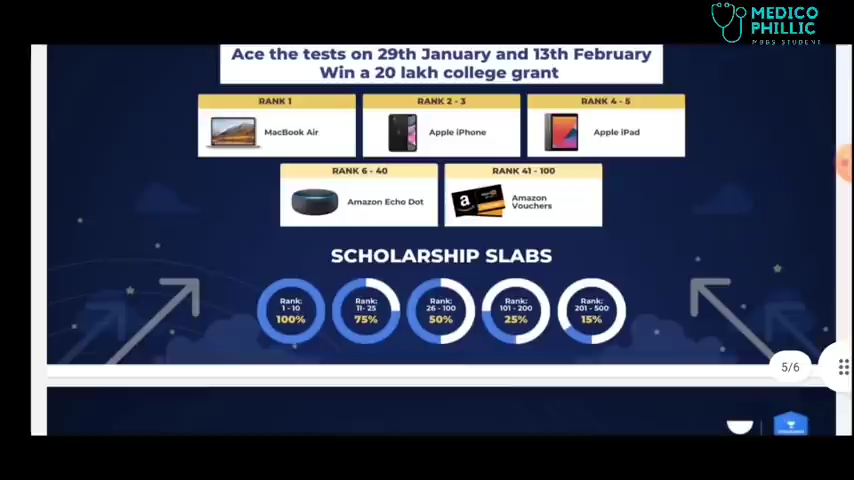 MEDICO
PHILLIC
MBBS STUDENT
Ace the tests on 29th January and 13th February
Win a 20 lakh college grant
RANK 1
MacBook Air
RANK 2 - 3
Apple iPhone
RANK 4 - 5
Apple iPad
RANK 6 - 40
Amazon Echo Dot
RANK 41 - 100
a
Amazon
Vouchers
SCHOLARSHIP SLABS
Rank:
1 - 10
100%
Rank:
11- 25
75%
Rank:
26 - 100
50%
Rank:
101 - 200
25%
Rank:
201 - 500
15%
5/6